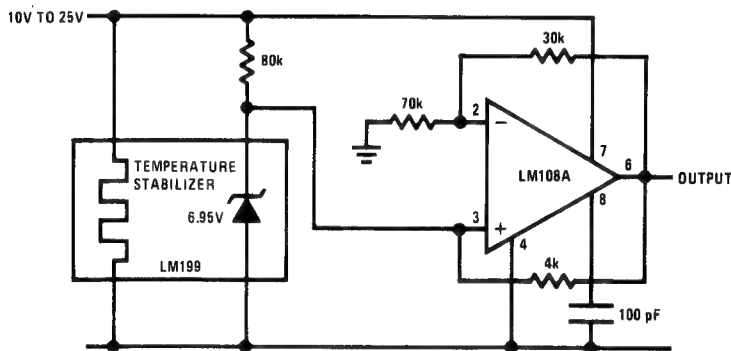 10V TO 25V
80k
30k
70k
2
−
7
TEMPERATURE
STABILIZER
LM108A
6
OUTPUT
6.95V
8
3
+
4
LM199
4k
100 pF